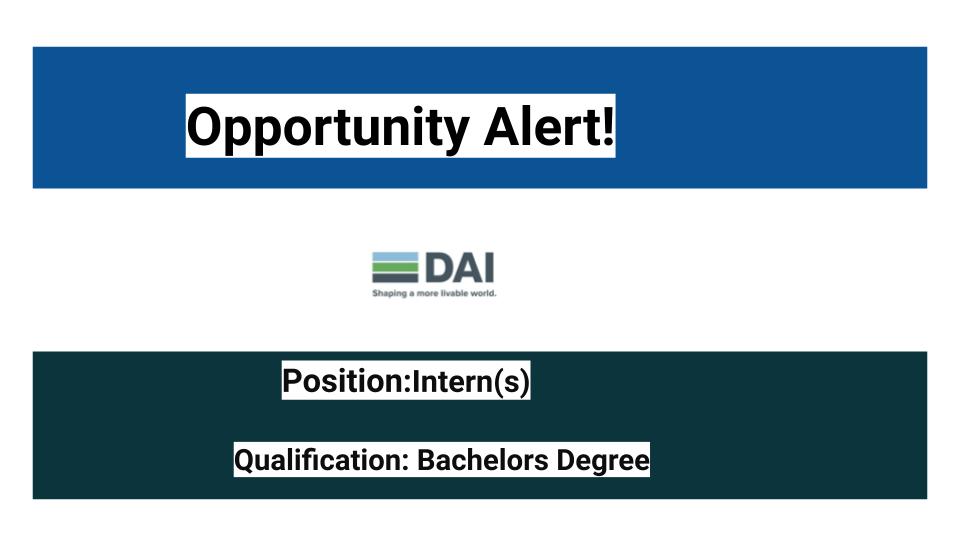 Opportunity Alert!
DAI
Shaping a more livable world.
Position:Intern(s)
Qualification: Bachelors Degree